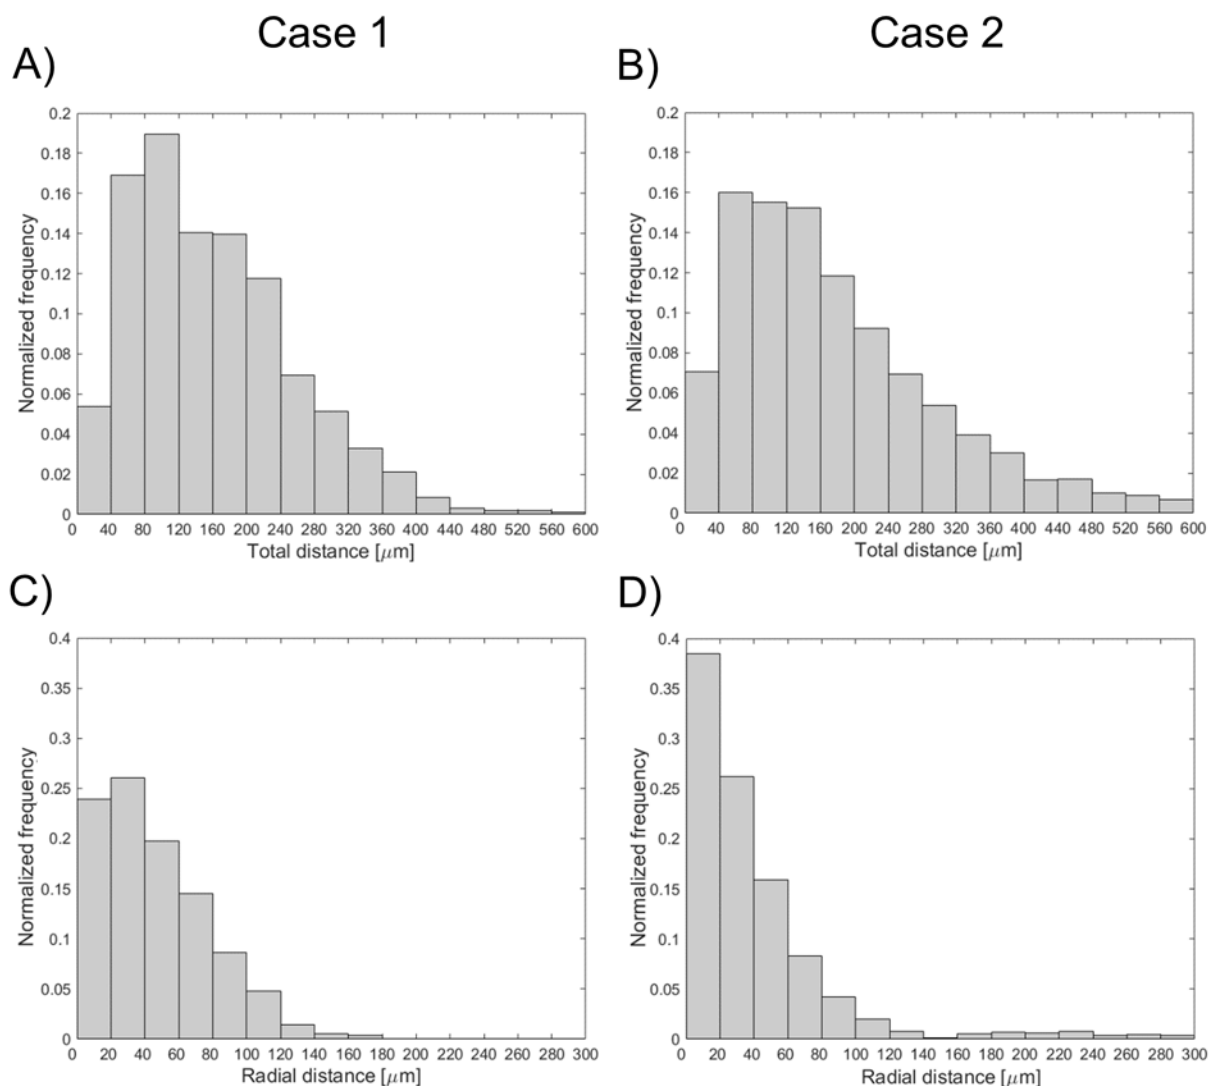 Case 1
Case 2
A)
B)
Normalized frequency
0.2
0.18
0.16
0.14
0.12
0.1
0.08
0.06
0.04
0.02
0
0 40 80 120 160 200 240 280 320 360 400 440 480 520 560 600
Total distance [μm]
Normalized frequency
0.2
0.18
0.16
0.14
0.12
0.1
0.08
0.06
0.04
0.02
0
0 40 80 120 160 200 240 280 320 360 400 440 480 520 560 600
Total distance [μm]
C)
D)
Normalized frequency
0.4
0.35
0.3
0.25
0.2
0.15
0.1
0.05
0
0 20 40 60 80 100 120 140 160 180 200 220 240 260 280 300
Radial distance [μm]
Normalized frequency
0.4
0.35
0.3
0.25
0.2
0.15
0.1
0.05
0
0 20 40 60 80 100 120 140 160 180 200 220 240 260 280 300
Radial distance [μm]